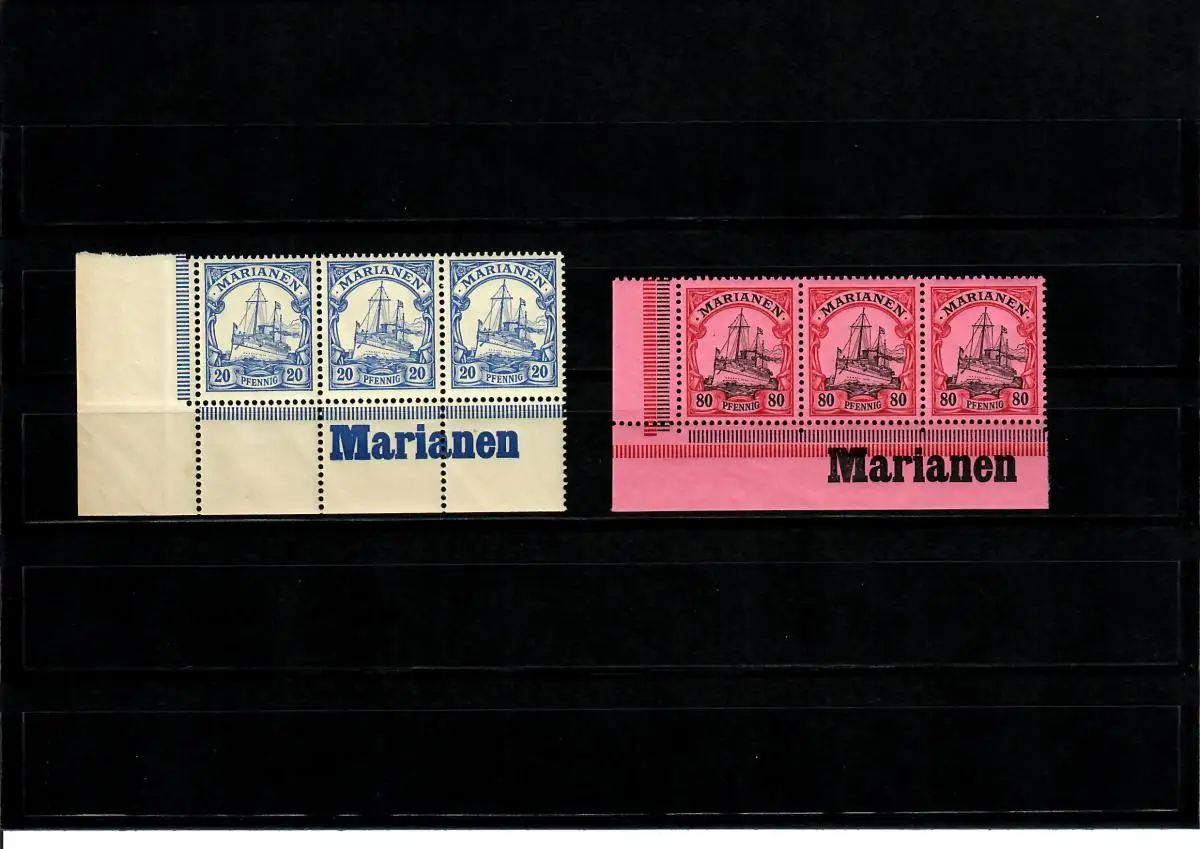 MARIANEN MARIANEN MARIANEN
20 PFENNIG 20 20 PFENNIG 20 20 PFENNIG 20
Marianen
· MARIANEN · · MARIANEN · · MARIANEN ·
80 PFENNIG 80 80 PFENNIG 80 80 PFENNIG 80
Marianen